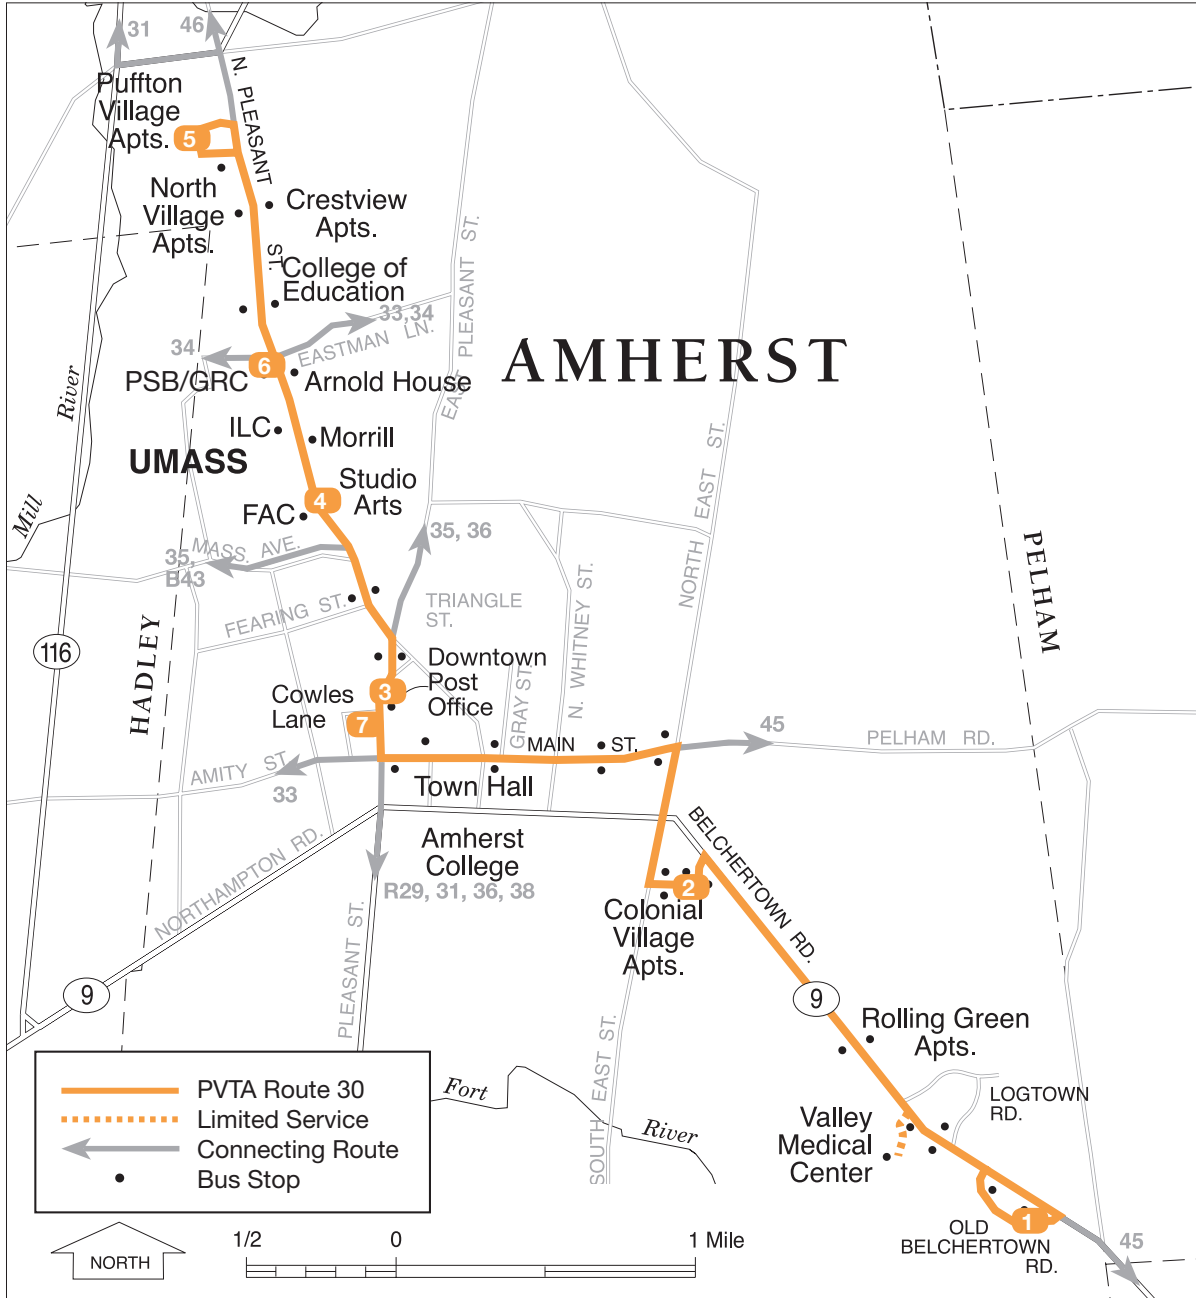 31
46
N. PLEASANT
ST.
Puffton
Village
Apts.
5
North
Village
Apts.
Crestview
Apts.
College of
Education
33,34
EASTMAN LN.
EAST PLEASANT ST.
34
6
PSB/GRC
Arnold House
AMHERST
River
Mill
ILC
Morrill
UMASS
Studio
Arts
4
FAC
MASS. AVE.
35,
B43
35, 36
NORTH EAST ST.
PELHAM
HADLEY
116
FEARING ST.
TRIANGLE
ST.
N. WHITNEY ST.
GRAY ST.
Downtown
Post
Office
3
Cowles
Lane
7
MAIN ST.
45
PELHAM RD.
AMITY ST.
33
Town Hall
NORTHAMPTON RD.
Amherst
College
R29, 31, 36, 38
BELCHERTOWN RD.
2
Colonial
Village
Apts.
PLEASANT ST.
9
9
Rolling Green
Apts.
SOUTH EAST ST.
LOGTOWN
RD.
Valley
Medical
Center
Fort
River
1
OLD
BELCHERTOWN
RD.
45
PVTA Route 30
Limited Service
Connecting Route
Bus Stop
NORTH
1/2
0
1 Mile